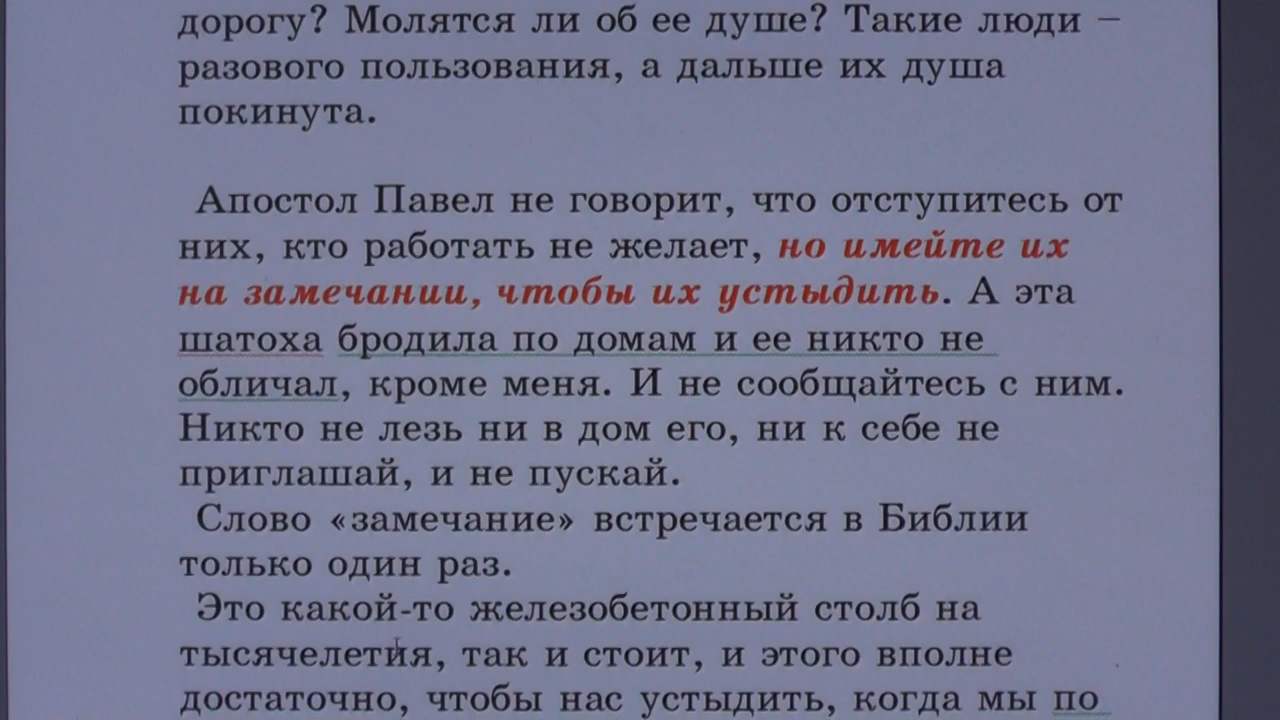 дорогу? Молятся ли об ее душе? Такие люди –
разового пользования, а дальше их душа
покинута.
Апостол Павел не говорит, что отступитесь от
них, кто работать не желает, но имейте их
на замечании, чтобы их устыдить. А эта
шатоха бродила по домам и ее никто не
обличал, кроме меня. И не сообщайтесь с ним.
Никто не лезь ни в дом его, ни к себе не
приглашай, и не пускай.
Слово «замечание» встречается в Библии
только один раз.
Это какой-то железобетонный столб на
тысячелетия, так и стоит, и этого вполне
достаточно, чтобы нас устыдить, когда мы по